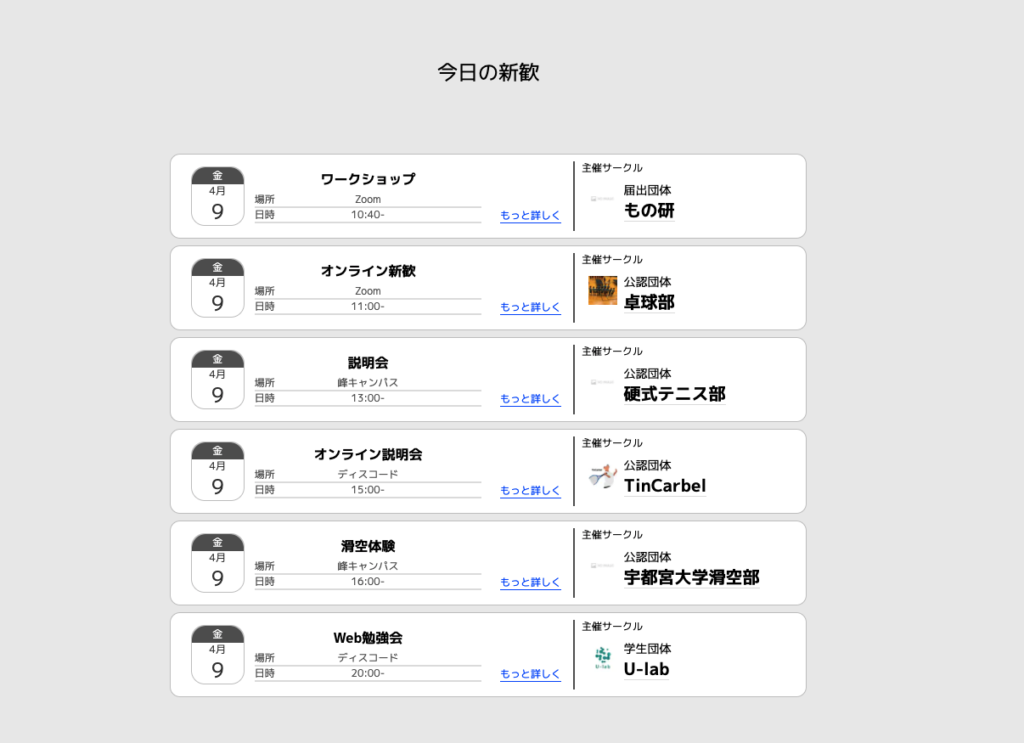 今日の新歓
金
4月
9
ワークショップ
場所 Zoom
日時 10:40-
もっと詳しく
主催サークル
届出団体
もの研
金
4月
9
オンライン新歓
場所 Zoom
日時 11:00-
もっと詳しく
主催サークル
公認団体
卓球部
金
4月
9
説明会
場所 峰キャンパス
日時 13:00-
もっと詳しく
主催サークル
公認団体
硬式テニス部
金
4月
9
オンライン説明会
場所 ディスコード
日時 15:00-
もっと詳しく
主催サークル
公認団体
TinCarbel
金
4月
9
滑空体験
場所 峰キャンパス
日時 16:00-
もっと詳しく
主催サークル
公認団体
宇都宮大学滑空部
金
4月
9
Web勉強会
場所 ディスコード
日時 20:00-
もっと詳しく
主催サークル
学生団体
U-lab
U-lab